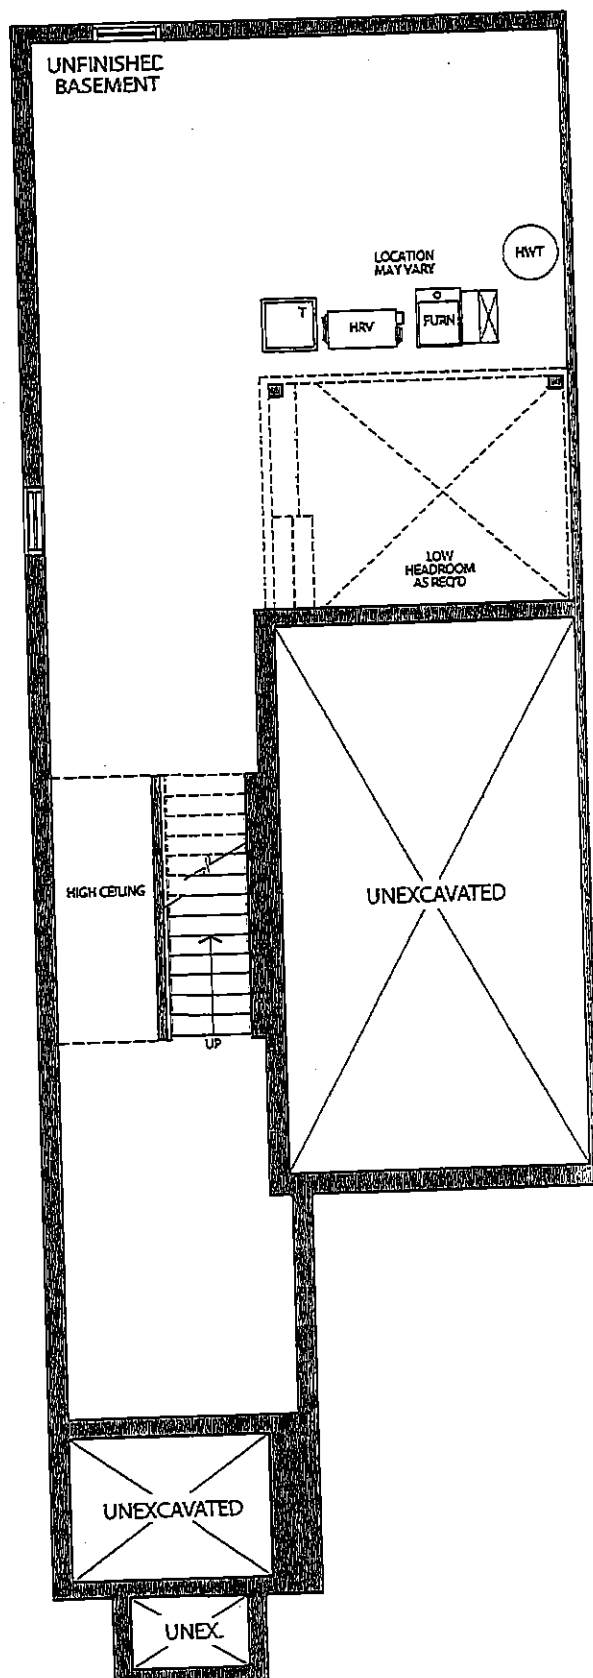 UNFINISHED
BASEMENT
LOCATION
MAY VARY
HWT
T
HRV
FURN
LOW
HEADROOM
AS REQ'D
HIGH CEILING
UNEXCAVATED
UP
UNEXCAVATED
UNEX.